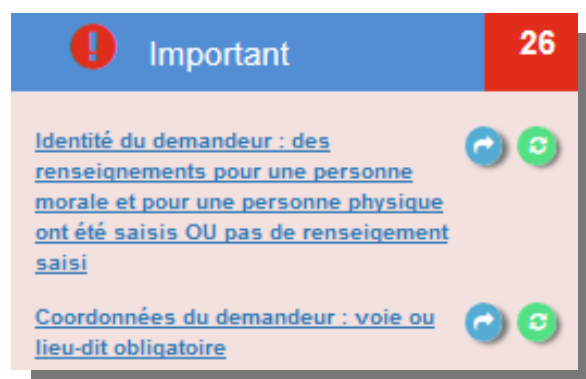 Important
26
Identité du demandeur : des
renseignements pour une personne
morale et pour une personne physique
ont été saisis OU pas de renseigement
saisi
Coordonnées du demandeur : voie ou
lieu-dit obligatoire